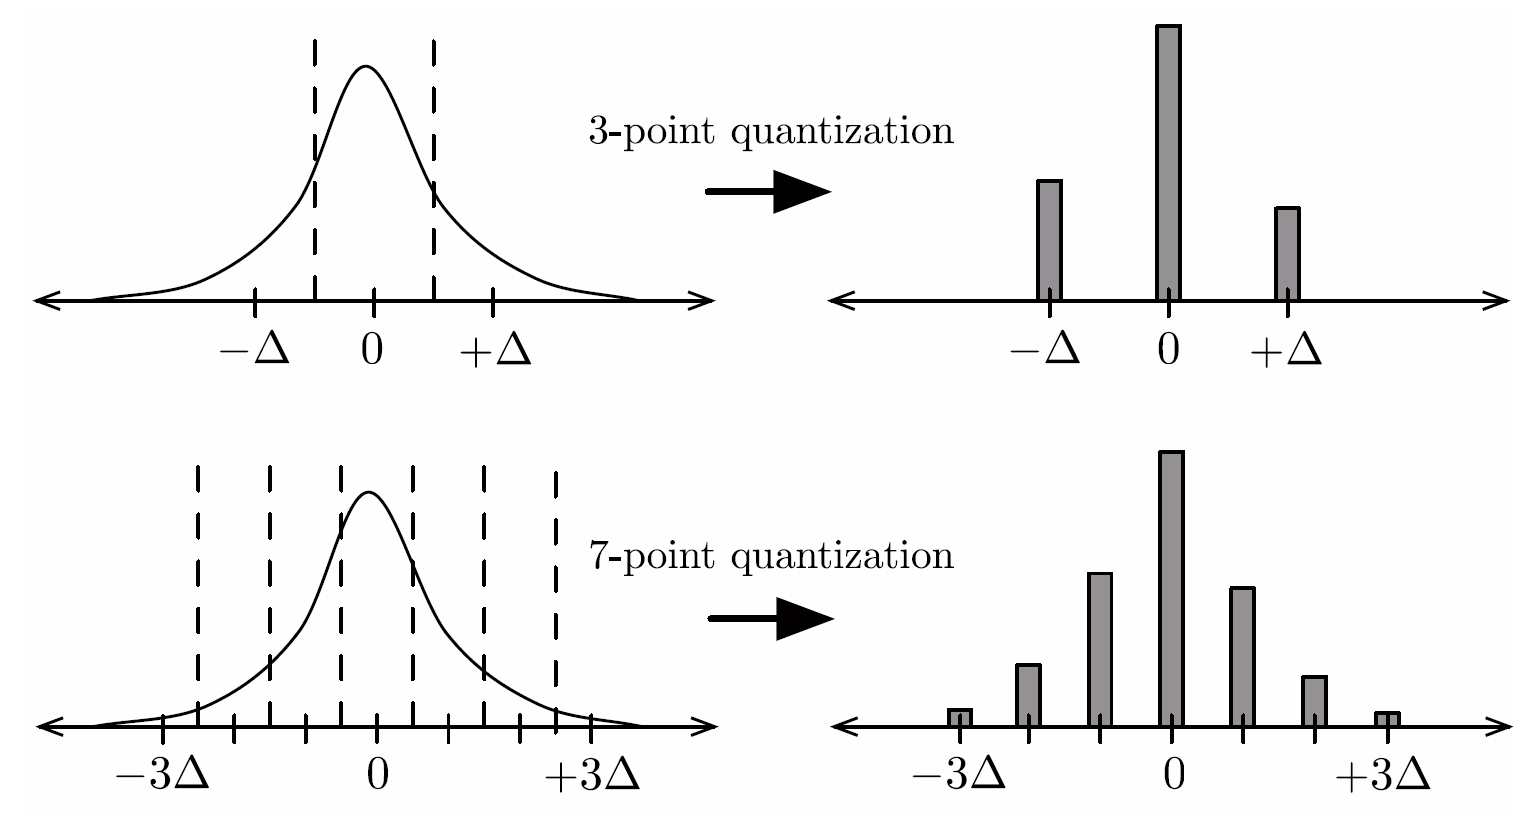 3-point quantization
−Δ 0 +Δ
−Δ 0 +Δ
7-point quantization
−3Δ 0 +3Δ
−3Δ 0 +3Δ